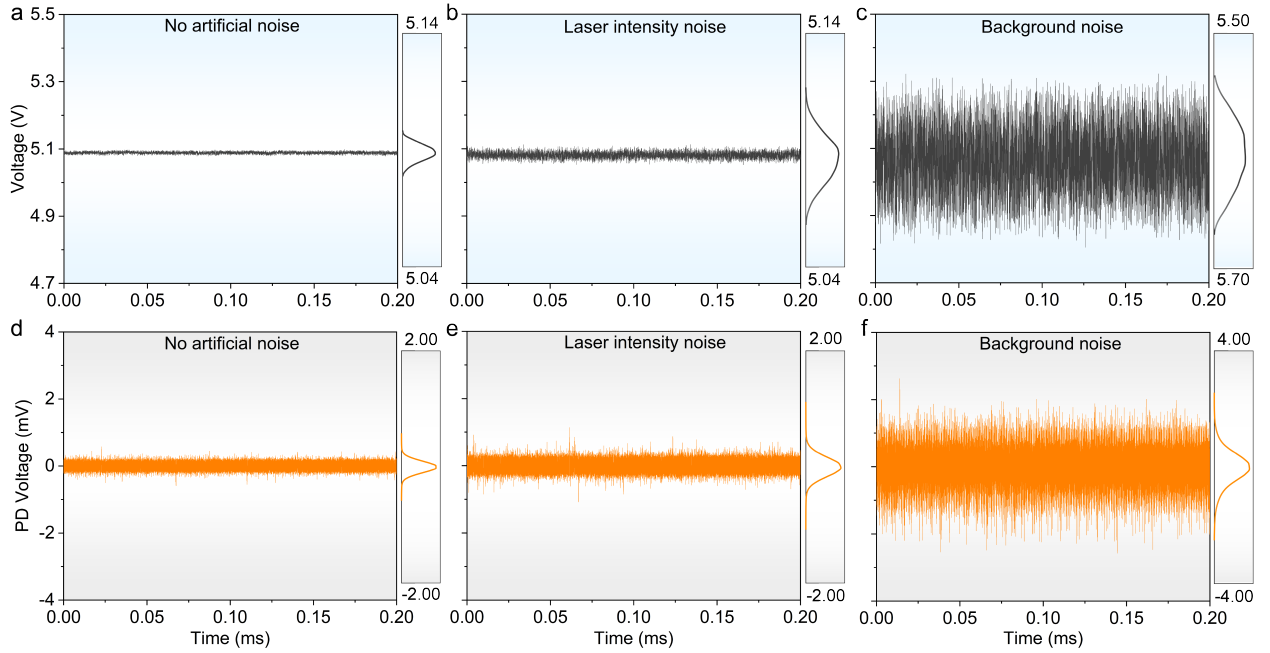 a
No artificial noise
5.14
b
Laser intensity noise
5.14
c
Background noise
5.50
5.5
5.3
5.1
4.9
4.7
Voltage (V)
5.04
5.04
5.70
0.00 0.05 0.10 0.15 0.20
0.00 0.05 0.10 0.15 0.20
0.00 0.05 0.10 0.15 0.20
d
No artificial noise
2.00
e
Laser intensity noise
2.00
f
Background noise
4.00
4
2
0
-2
-4
PD Voltage (mV)
-2.00
-2.00
-4.00
0.00 0.05 0.10 0.15 0.20
0.00 0.05 0.10 0.15 0.20
0.00 0.05 0.10 0.15 0.20
Time (ms)
Time (ms)
Time (ms)